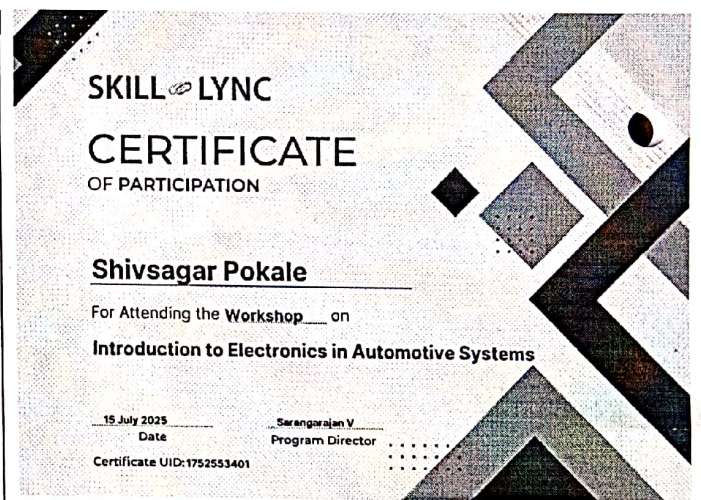 SKILL LYNC
CERTIFICATE
OF PARTICIPATION
Shivsagar Pokale
For Attending the Workshop on
Introduction to Electronics in Automotive Systems
15 July 2025
Date
Sarangarajan V
Program Director
Certificate UID:1752553401